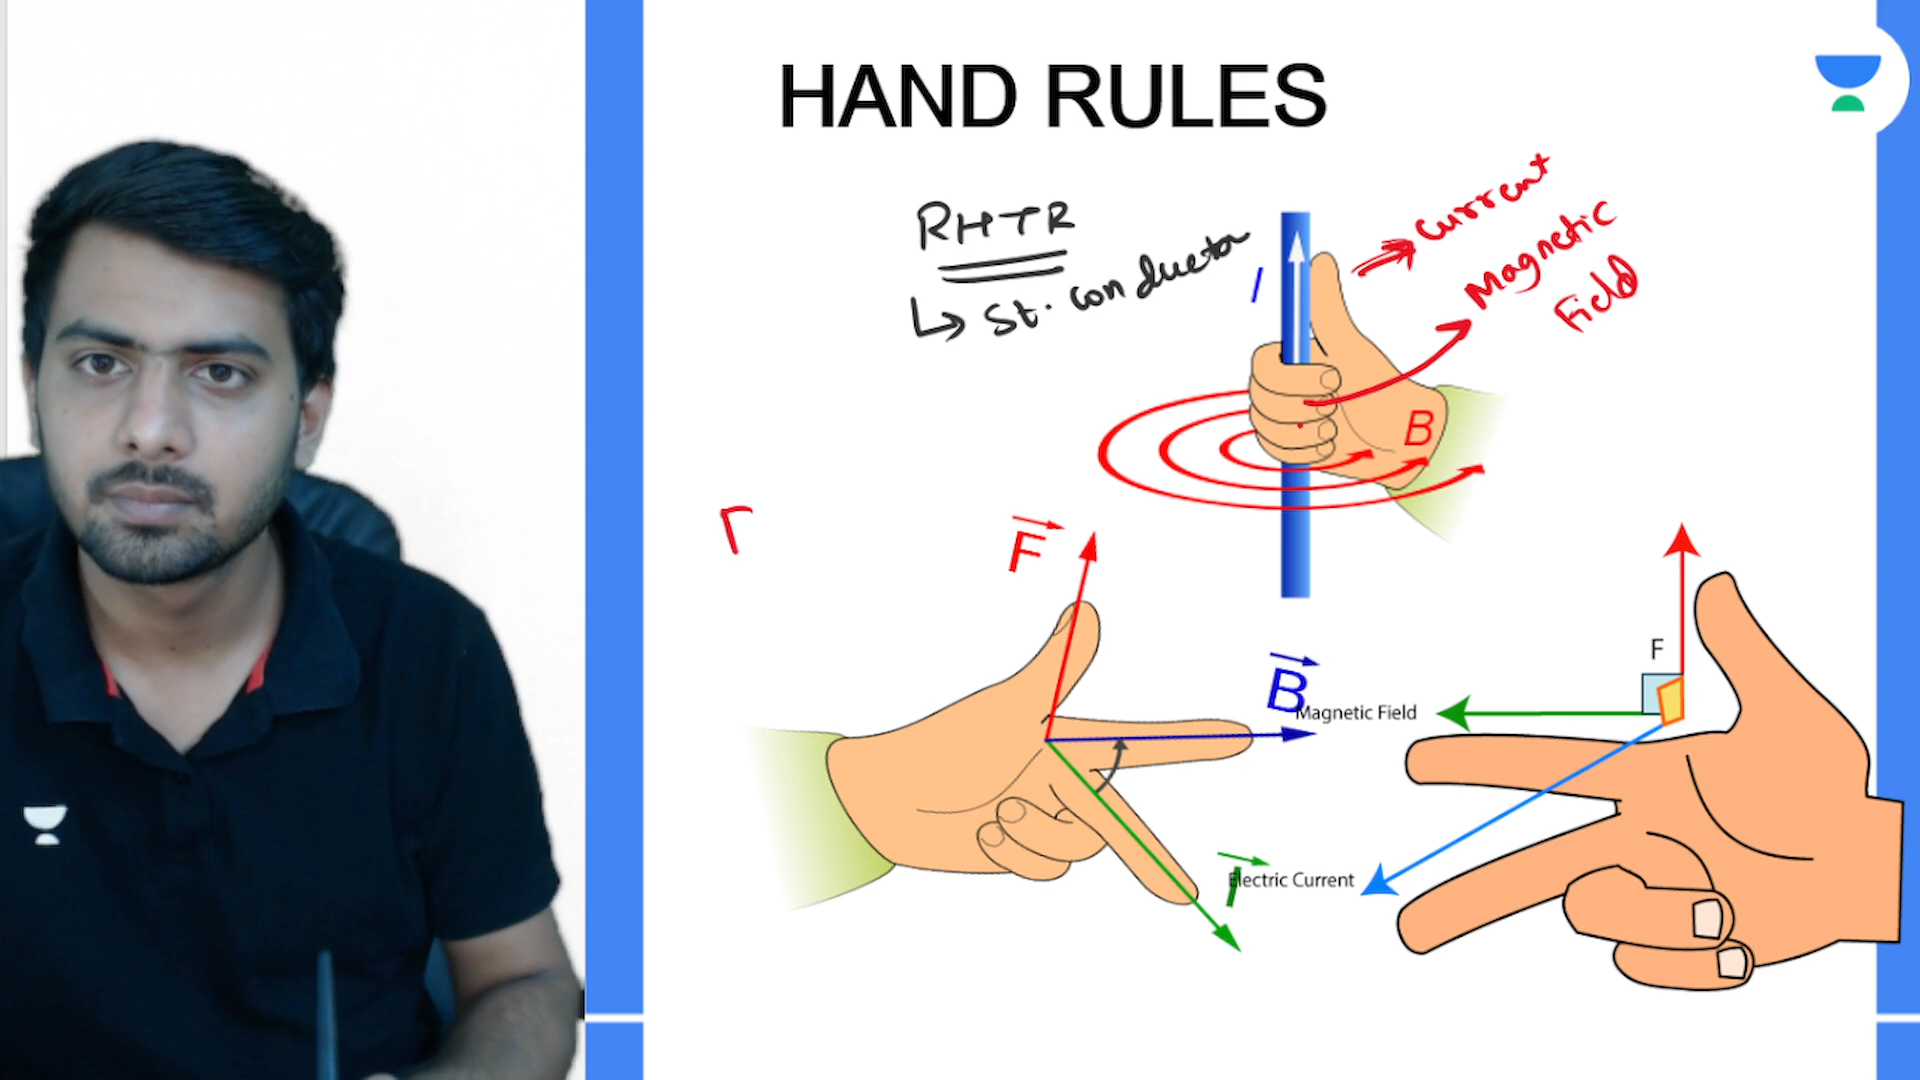 HAND RULES
RHTR
↳ St. conductor
I
Current
Magnetic
Field
B
F
B
Magnetic Field
F
Electric Current
I